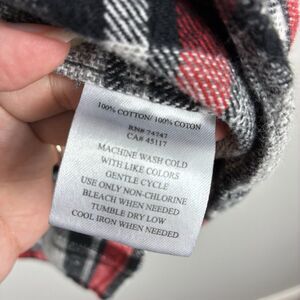 100% COTTON/ 100% COTON
RN# 74747
CA# 45117
MACHINE WASH COLD
WITH LIKE COLORS
GENTLE CYCLE
USE ONLY NON-CHLORINE
BLEACH WHEN NEEDED
TUMBLE DRY LOW
COOL IRON WHEN NEEDED